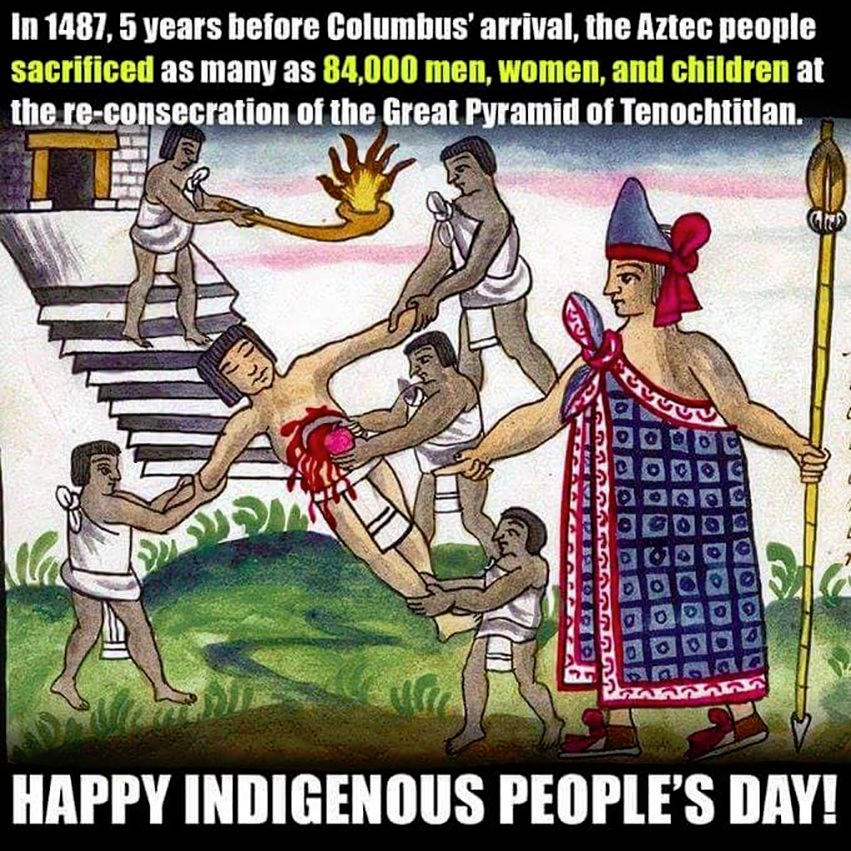 In 1487, 5 years before Columbus' arrival, the Aztec people
sacrificed as many as 84,000 men, women, and children at
the re-consecration of the Great Pyramid of Tenochtitlan.
HAPPY INDIGENOUS PEOPLE'S DAY!